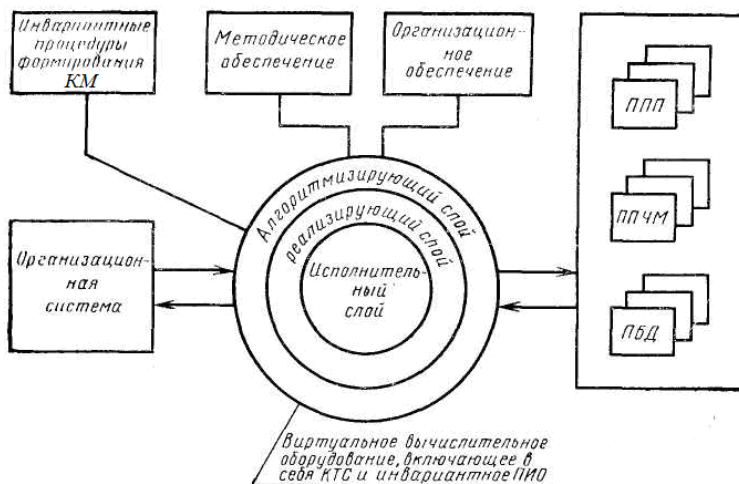 Инвариантные
процедуры
формирования
КМ
Методическое
обеспечение
Организацион-
ное
обеспечение
ППП
ППЧМ
ПБД
Организацион-
ная
система
Алгоритмизирующий слой
реализирующий слой
Исполнитель-
ный
слой
Виртуальное вычислительное
оборудование, включающее в
себя КТС и инвариантное ПИО